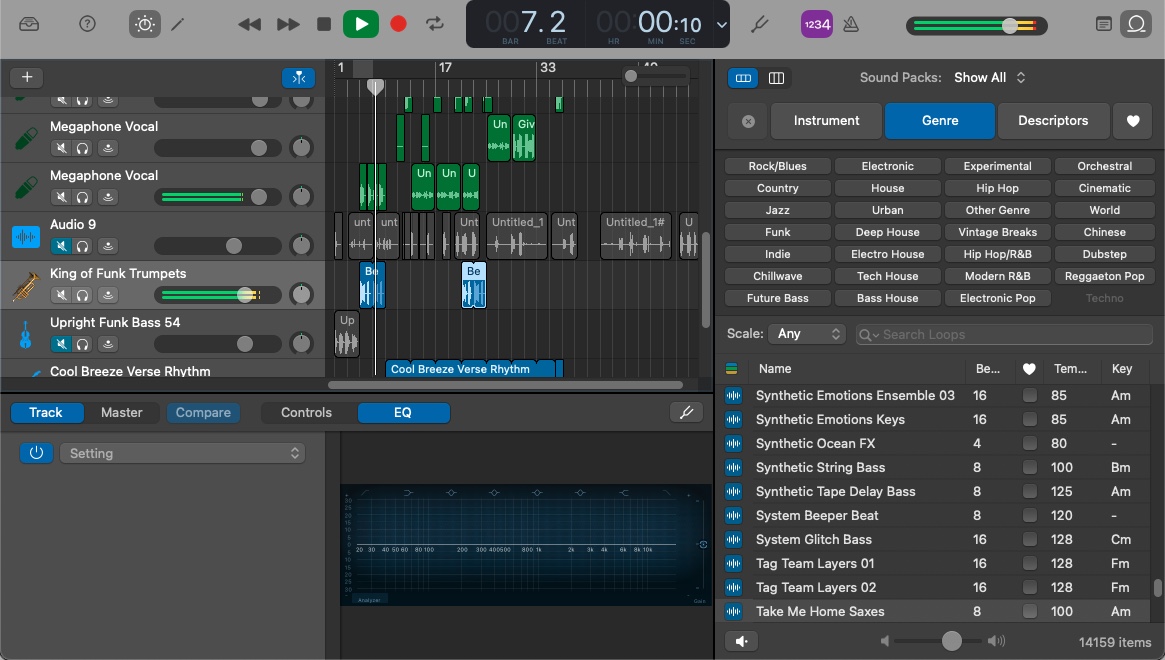 007. 2
BAR BEAT
00:00:10
HR MIN SEC
1234
1 17 33
Sound Packs: Show All
Instrument Genre Descriptors
Megaphone Vocal
Un Giv
Megaphone Vocal
Un Un U
Audio 9
unt unt Unt Untitled_1 Unt Untitled_1# U
King of Funk Trumpets
Be Be
Upright Funk Bass 54
Up
Cool Breeze Verse Rhythm
Cool Breeze Verse Rhythm
Rock/Blues Electronic Experimental Orchestral
Country House Hip Hop Cinematic
Jazz Urban Other Genre World
Funk Deep House Vintage Breaks Chinese
Indie Electro House Hip Hop/R&B Dubstep
Chillwave Tech House Modern R&B Reggaeton Pop
Future Bass Bass House Electronic Pop Techno
Scale: Any Search Loops
Name Be... Tem... Key
Synthetic Emotions Ensemble 03 16 85 Am
Synthetic Emotions Keys 16 85 Am
Synthetic Ocean FX 4 80 -
Synthetic String Bass 8 100 Bm
Synthetic Tape Delay Bass 8 125 Am
System Beeper Beat 8 120 -
System Glitch Bass 16 128 Cm
Tag Team Layers 01 16 128 Fm
Tag Team Layers 02 16 128 Fm
Take Me Home Saxes 8 100 Am
14159 items
Track Master Compare Controls EQ
Setting
20 30 40 50 60 80 100 200 300 400 500 800 1k 2k 3k 4k 6k 8k 10k
Analyzer Gain